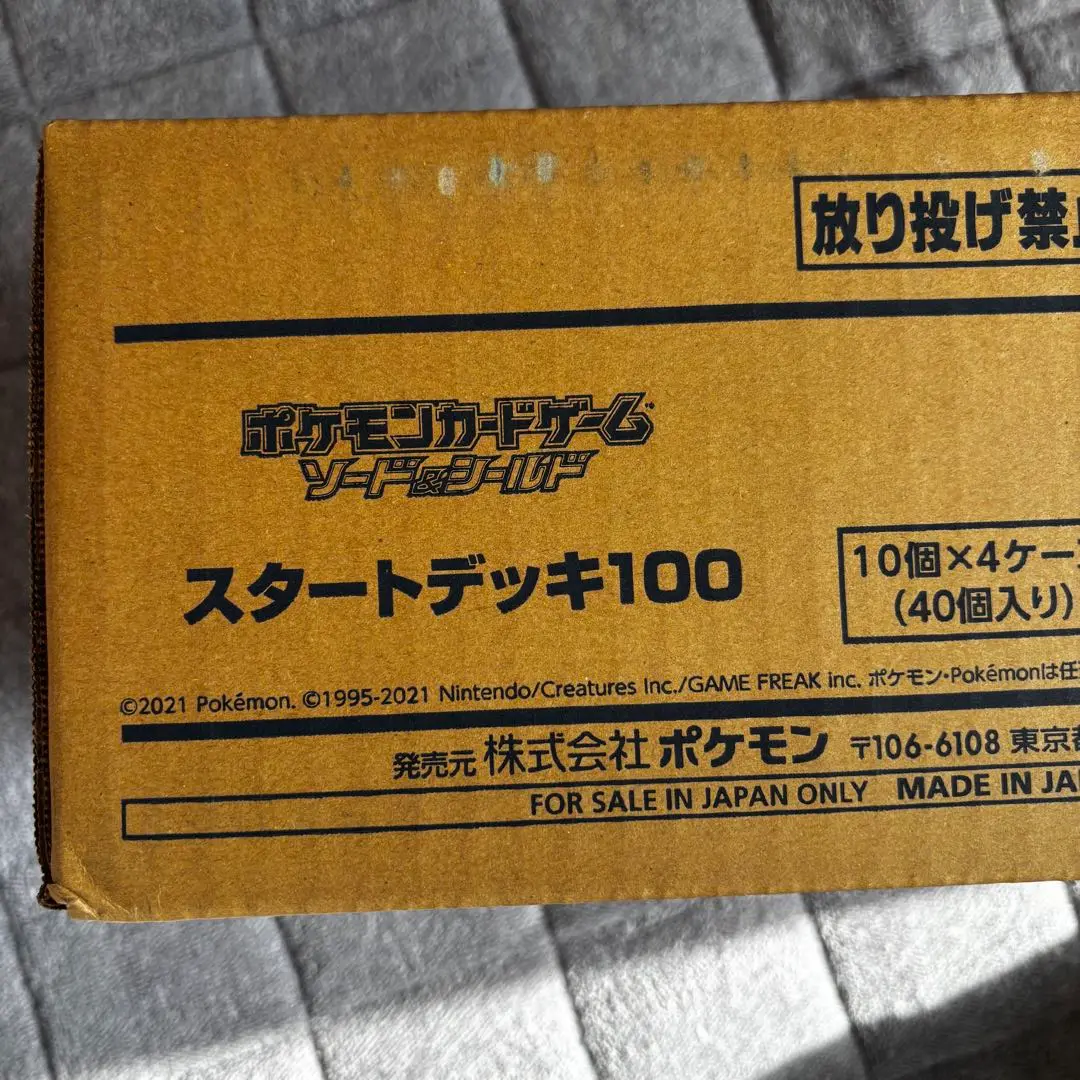 放り投げ禁
ポケモンカードゲーム
ソード&シールド
スタートデッキ100
10個×4ケー
(40個入り)
©2021 Pokémon. ©1995-2021 Nintendo/Creatures Inc./GAME FREAK inc. ポケモン・Pokémonは任
発売元 株式会社 ポケモン 〒106-6108 東京
FOR SALE IN JAPAN ONLY MADE IN